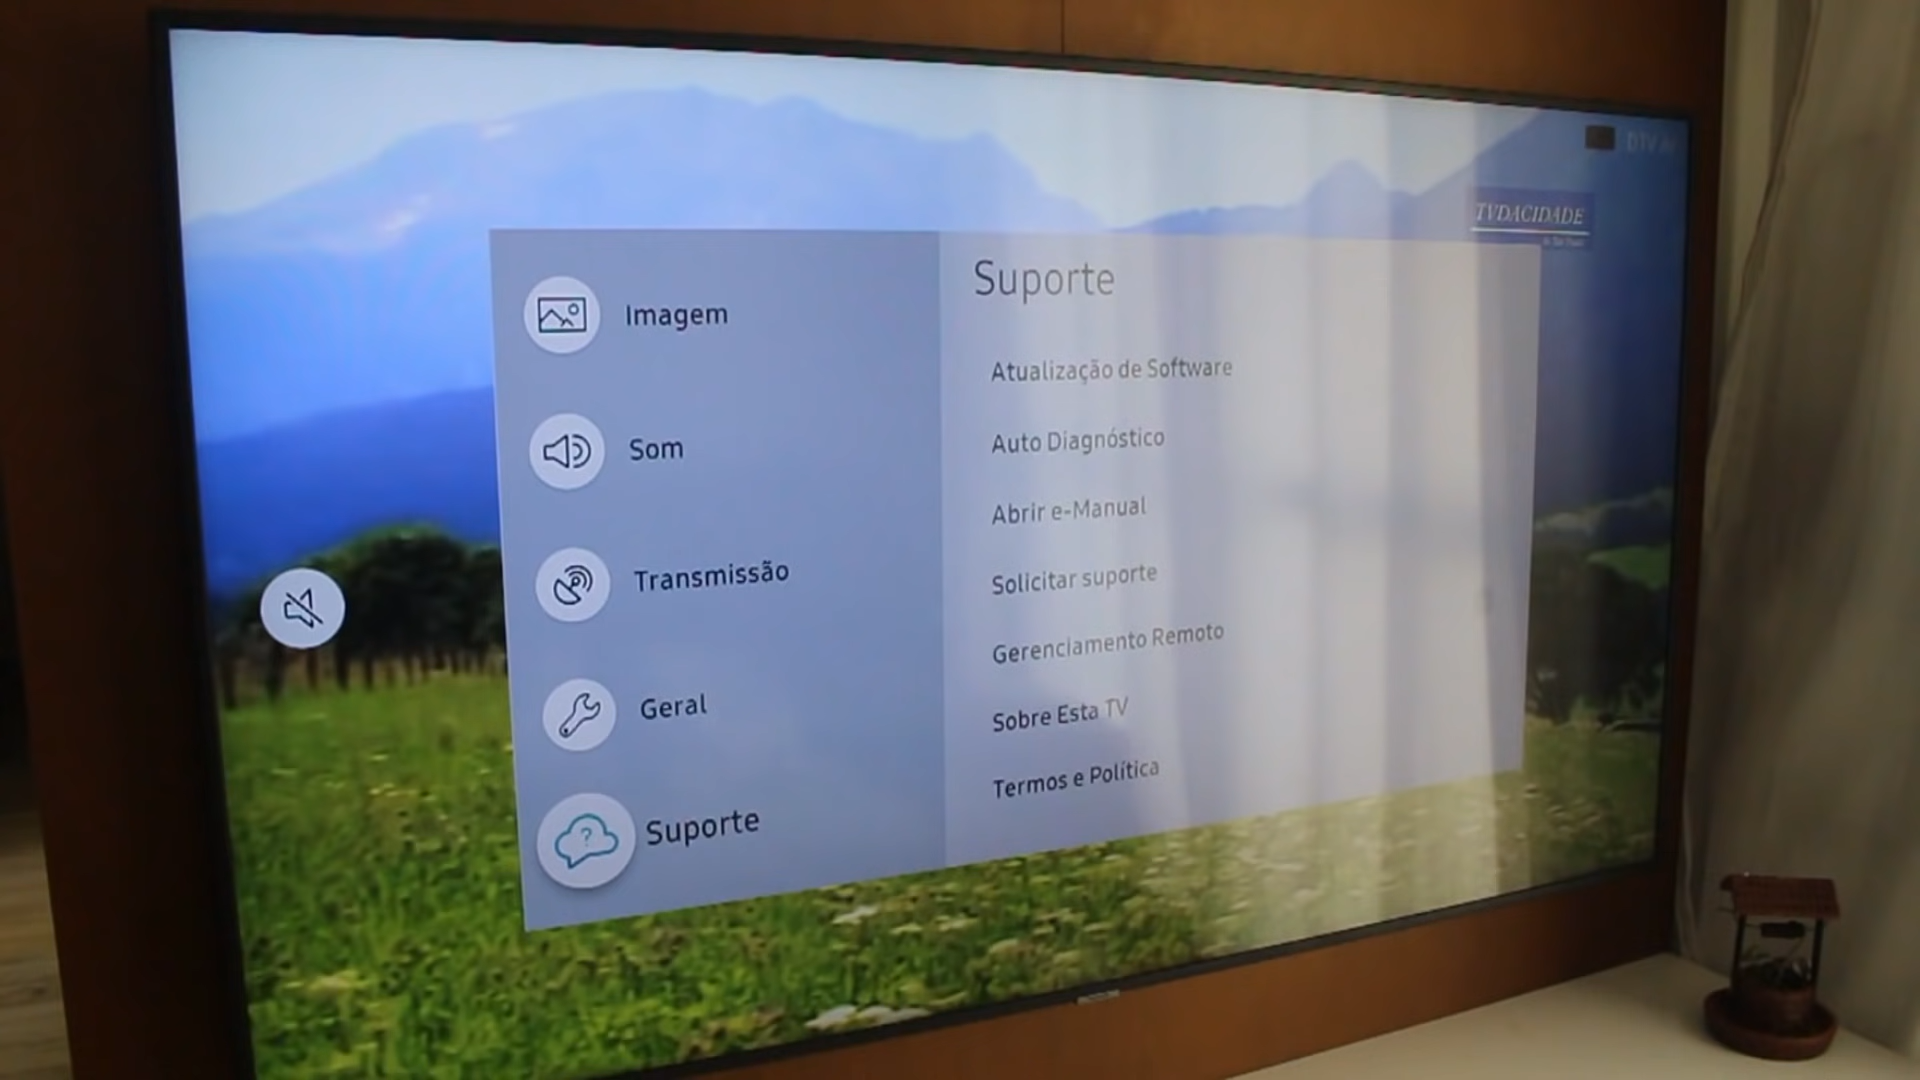 DTV
TVDACIDADE
Imagem
Som
Transmissão
Geral
Suporte
Suporte
Atualização de Software
Auto Diagnóstico
Abrir e-Manual
Solicitar suporte
Gerenciamento Remoto
Sobre Esta TV
Termos e Política